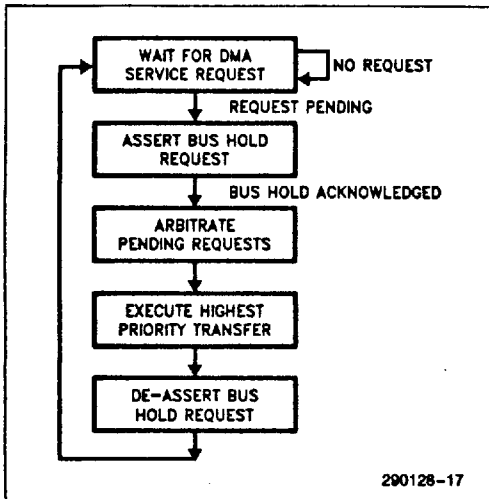 WAIT FOR DMA
SERVICE REQUEST
NO REQUEST
REQUEST PENDING
ASSERT BUS HOLD
REQUEST
BUS HOLD ACKNOWLEDGED
ARBITRATE
PENDING REQUESTS
EXECUTE HIGHEST
PRIORITY TRANSFER
DE-ASSERT BUS
HOLD REQUEST
290128-17